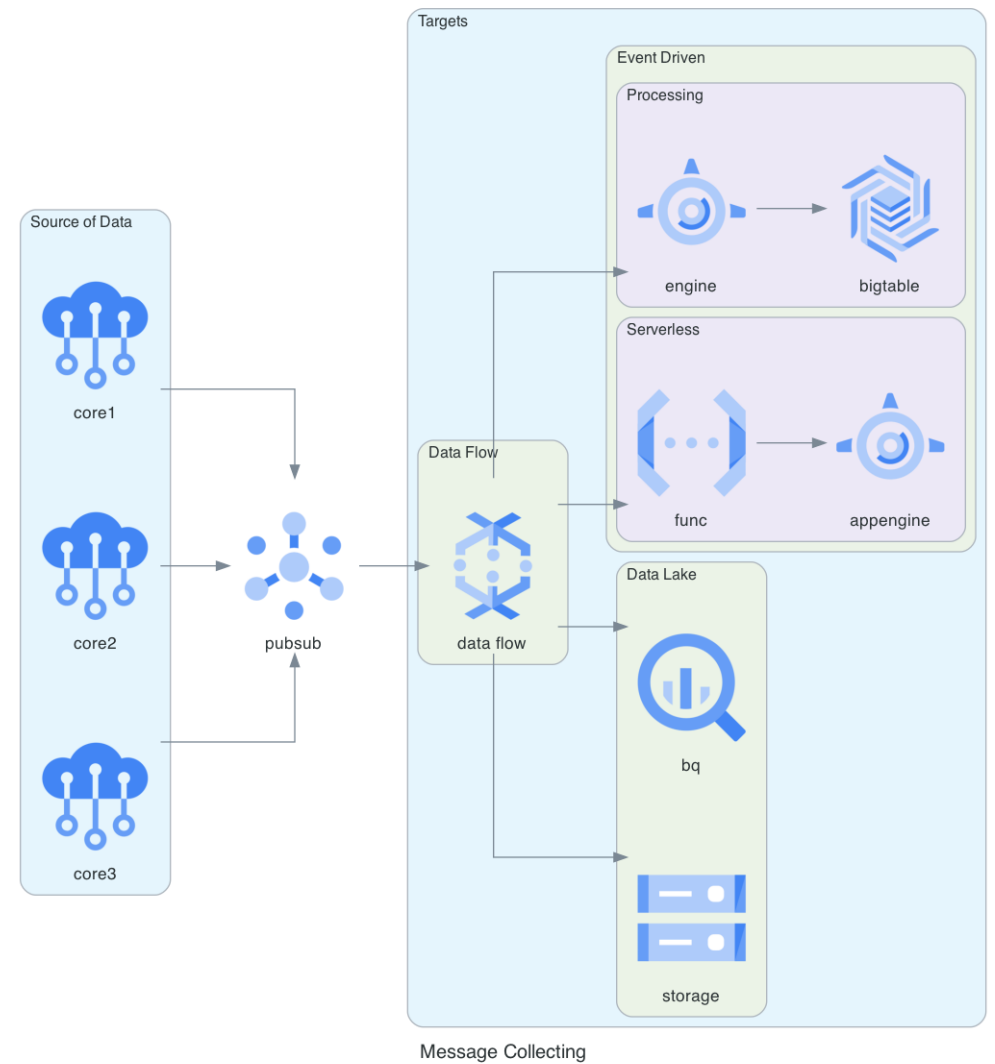 Targets
Event Driven
Processing
engine
bigtable
Serverless
func
appengine
Source of Data
core1
core2
core3
pubsub
Data Flow
data flow
Data Lake
bq
storage
Message Collecting